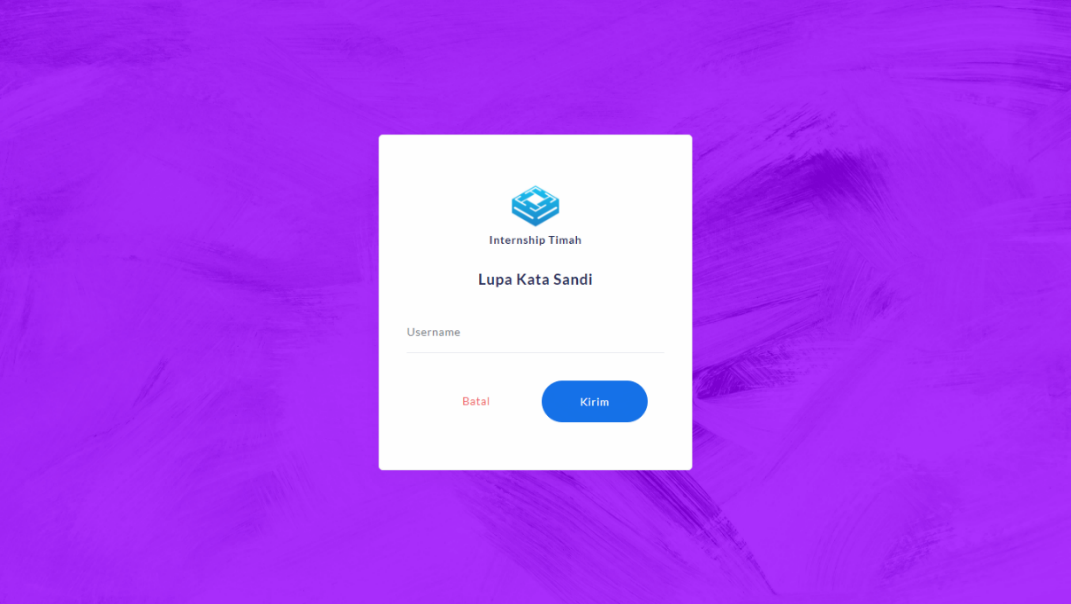 Internship Timah
Lupa Kata Sandi
Username
Batal
Kirim